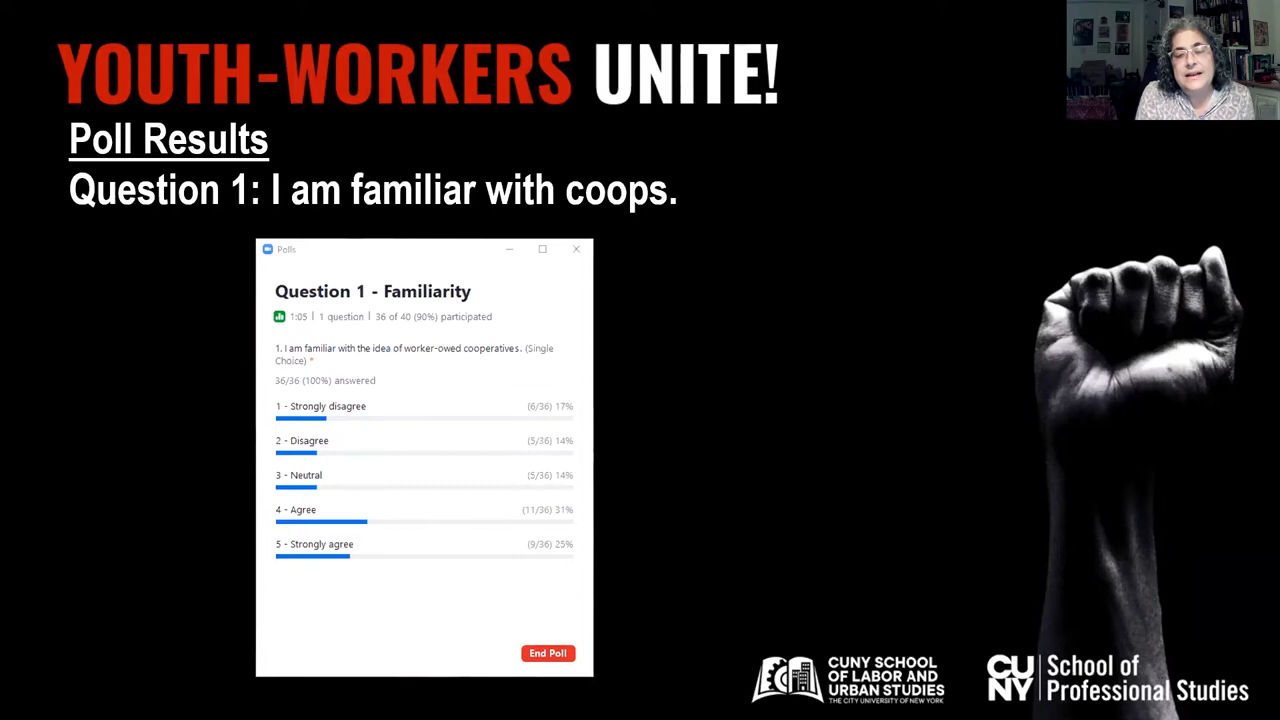 YOUTH-WORKERS UNITE!
Poll Results
Question 1: I am familiar with coops.
Polls
Question 1 - Familiarity
1:05 | 1 question | 36 of 40 (90%) participated
1. I am familiar with the idea of worker-owed cooperatives. (Single
Choice) *
36/36 (100%) answered
1 - Strongly disagree (6/36) 17%
2 - Disagree (5/36) 14%
3 - Neutral (5/36) 14%
4 - Agree (11/36) 31%
5 - Strongly agree (9/36) 25%
End Poll
CUNY SCHOOL
OF LABOR AND
URBAN STUDIES
THE CITY UNIVERSITY OF NEW YORK
CU
NY
School of
Professional Studies